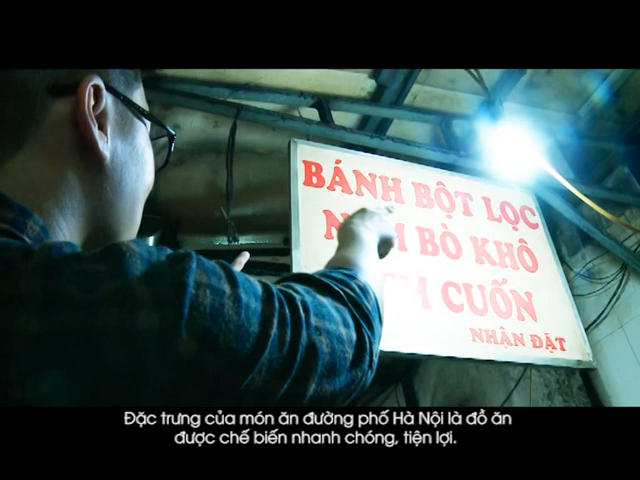 BÁNH BỘT LỌC
BÒ KHÔ
CUỐN
NHẬN ĐẶT
Đặc trưng của món ăn đường phố Hà Nội là đồ ăn
được chế biến nhanh chóng, tiện lợi.